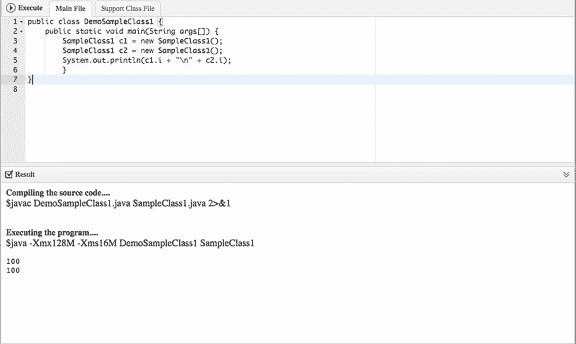 Execute Main File Support Class File
1 public class DemoSampleClass1 {
2 public static void main(String args[]) {
3 SampleClass1 c1 = new SampleClass1();
4 SampleClass1 c2 = new SampleClass1();
5 System.out.println(c1.i + "\n" + c2.i);
6 }
7 }
8
Result
Compiling the source code....
$javac DemoSampleClass1.java SampleClass1.java 2>&1
Executing the program....
$java -Xmx128M -Xms16M DemoSampleClass1 SampleClass1
100
100